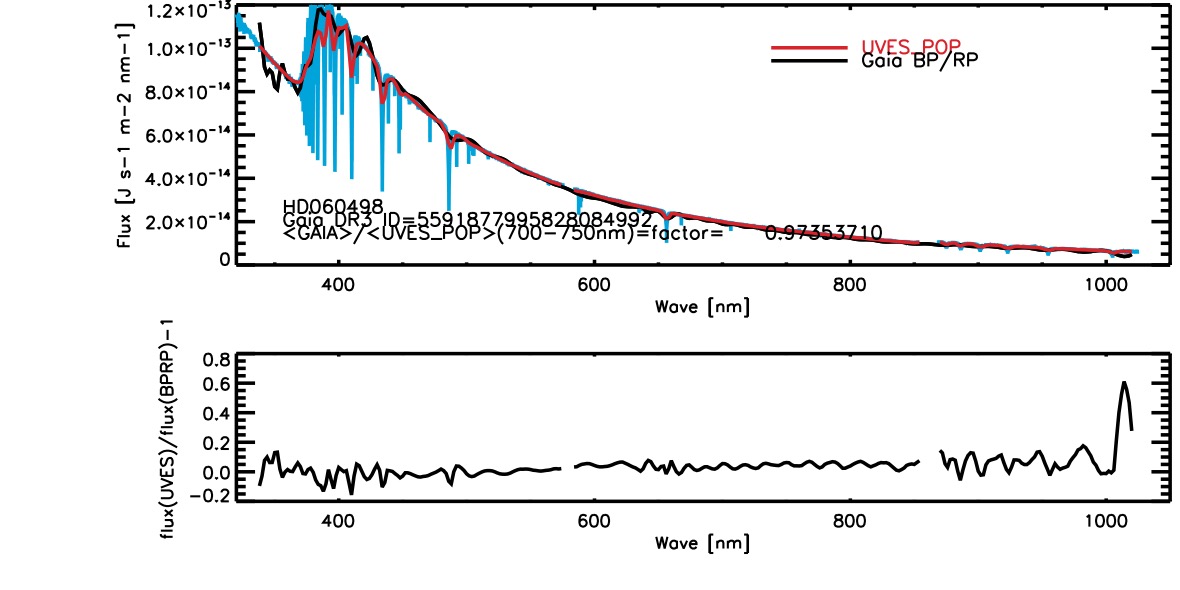 1.2×10⁻¹³
1.0×10⁻¹³
8.0×10⁻¹⁴
6.0×10⁻¹⁴
4.0×10⁻¹⁴
2.0×10⁻¹⁴
0
Flux [J s−1 m−2 nm−1]
UVES_POP
Gaia BP/RP
HD060498
Gaia DR3 ID=5591877995828084992
<GAIA>/<UVES_POP>(700−750nm)=factor= 0.97353710
400 600 800 1000
Wave [nm]
0.8
0.6
0.4
0.2
0.0
−0.2
flux(UVES)/flux(BPRP)−1
400 600 800 1000
Wave [nm]